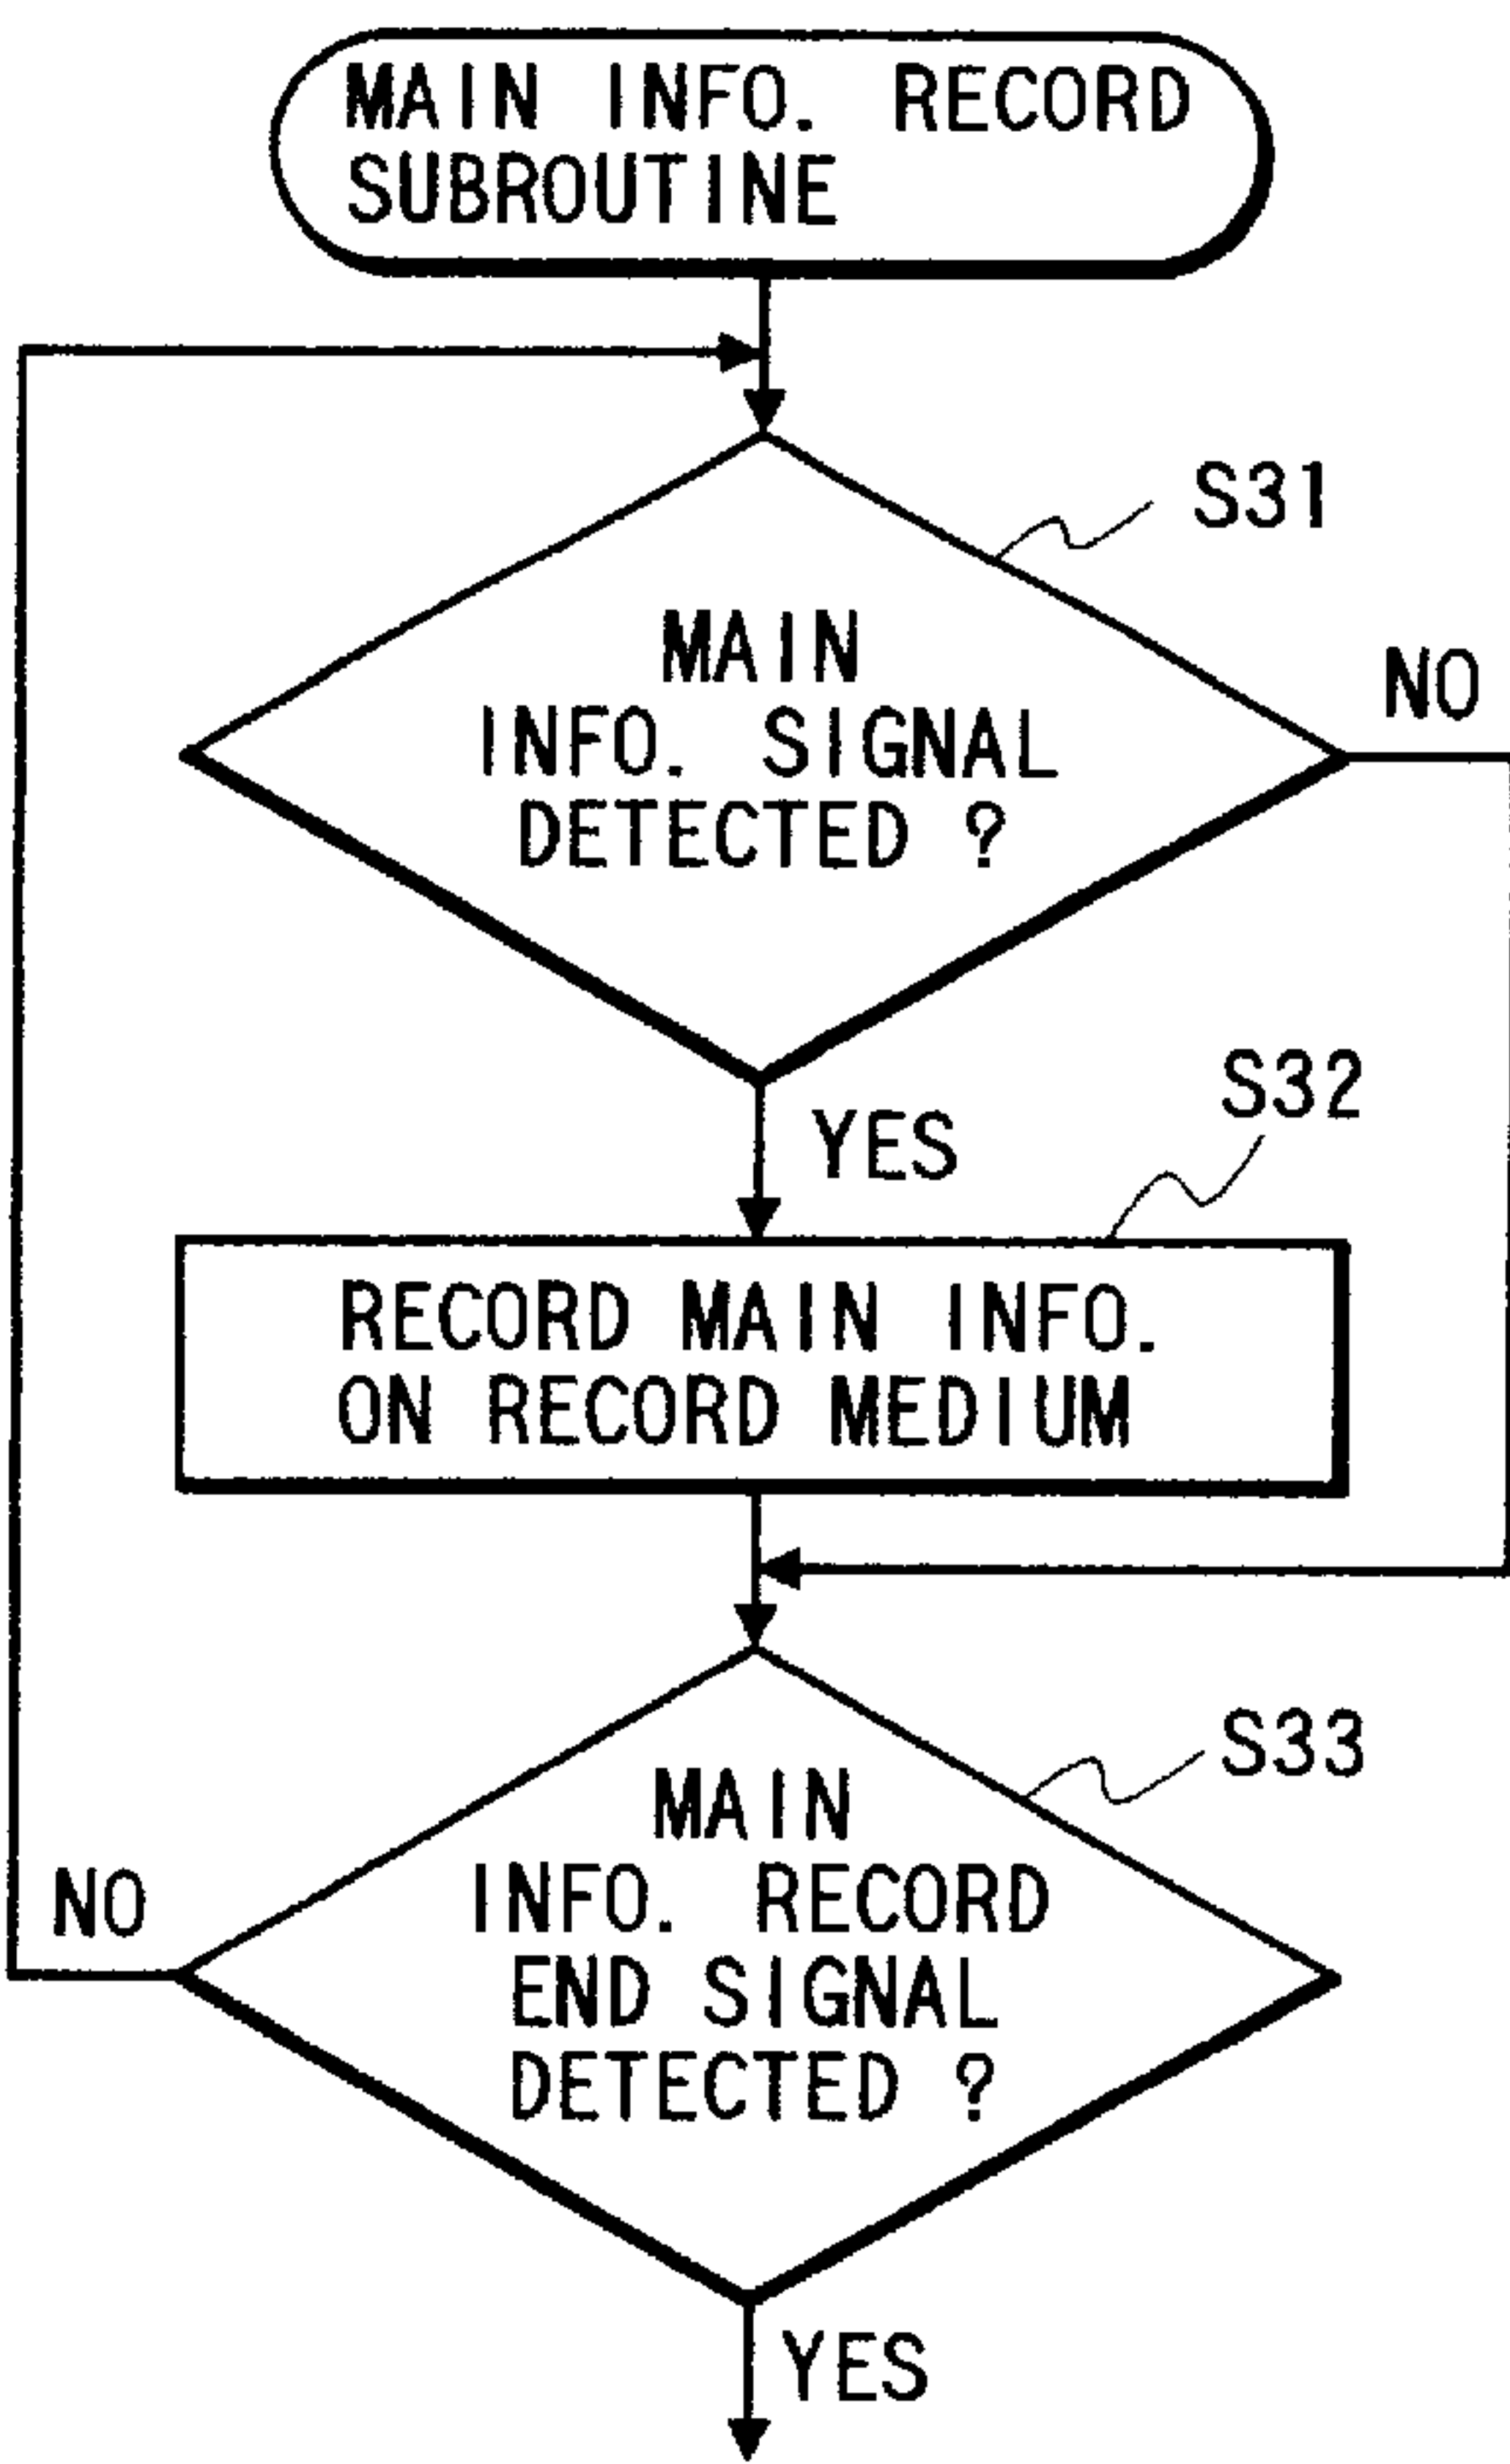 MAIN INFO. RECORD
SUBROUTINE
S31
MAIN
INFO. SIGNAL
DETECTED ?
NO
YES
S32
RECORD MAIN INFO.
ON RECORD MEDIUM
S33
MAIN
INFO. RECORD
END SIGNAL
DETECTED ?
NO
YES